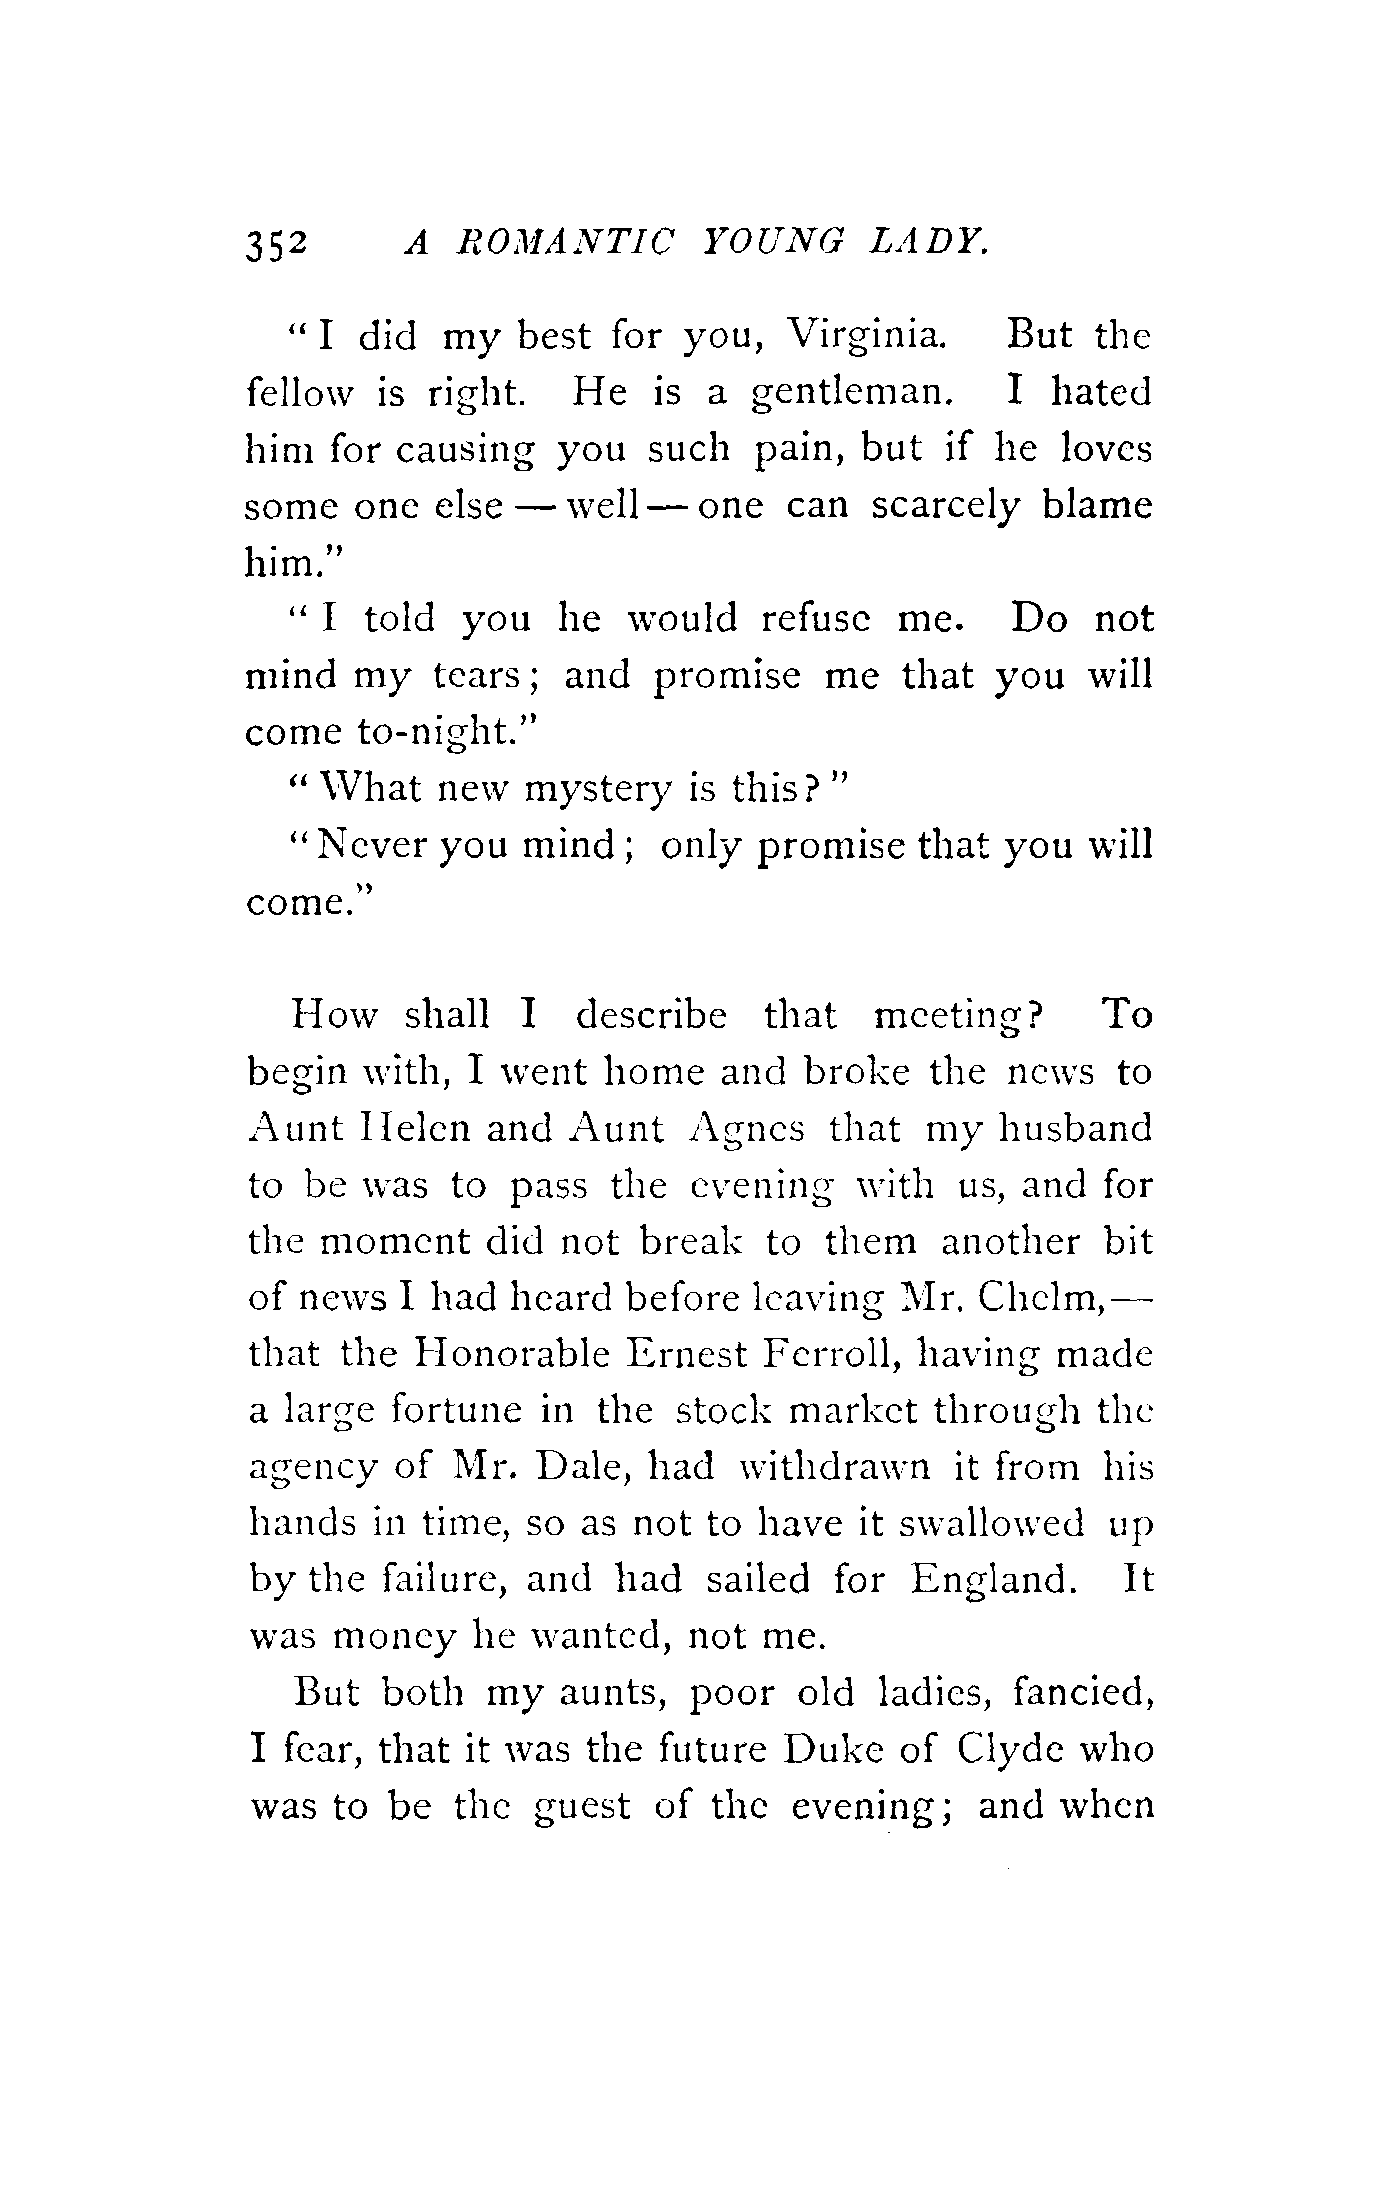 352 A ROMANTIC YOUNG LADY.
“ I did my best for you, Virginia. But the
fellow is right. He is a gentleman. I hated
him for causing you such pain, but if he loves
some one else — well — one can scarcely blame
him.”
“ I told you he would refuse me. Do not
mind my tears ; and promise me that you will
come to-night.”
“ What new mystery is this ? ”
“ Never you mind ; only promise that you will
come.”
How shall I describe that meeting? To
begin with, I went home and broke the news to
Aunt Helen and Aunt Agnes that my husband
to be was to pass the evening with us, and for
the moment did not break to them another bit
of news I had heard before leaving Mr. Chelm,—
that the Honorable Ernest Ferroll, having made
a large fortune in the stock market through the
agency of Mr. Dale, had withdrawn it from his
hands in time, so as not to have it swallowed up
by the failure, and had sailed for England. It
was money he wanted, not me.
But both my aunts, poor old ladies, fancied,
I fear, that it was the future Duke of Clyde who
was to be the guest of the evening ; and when